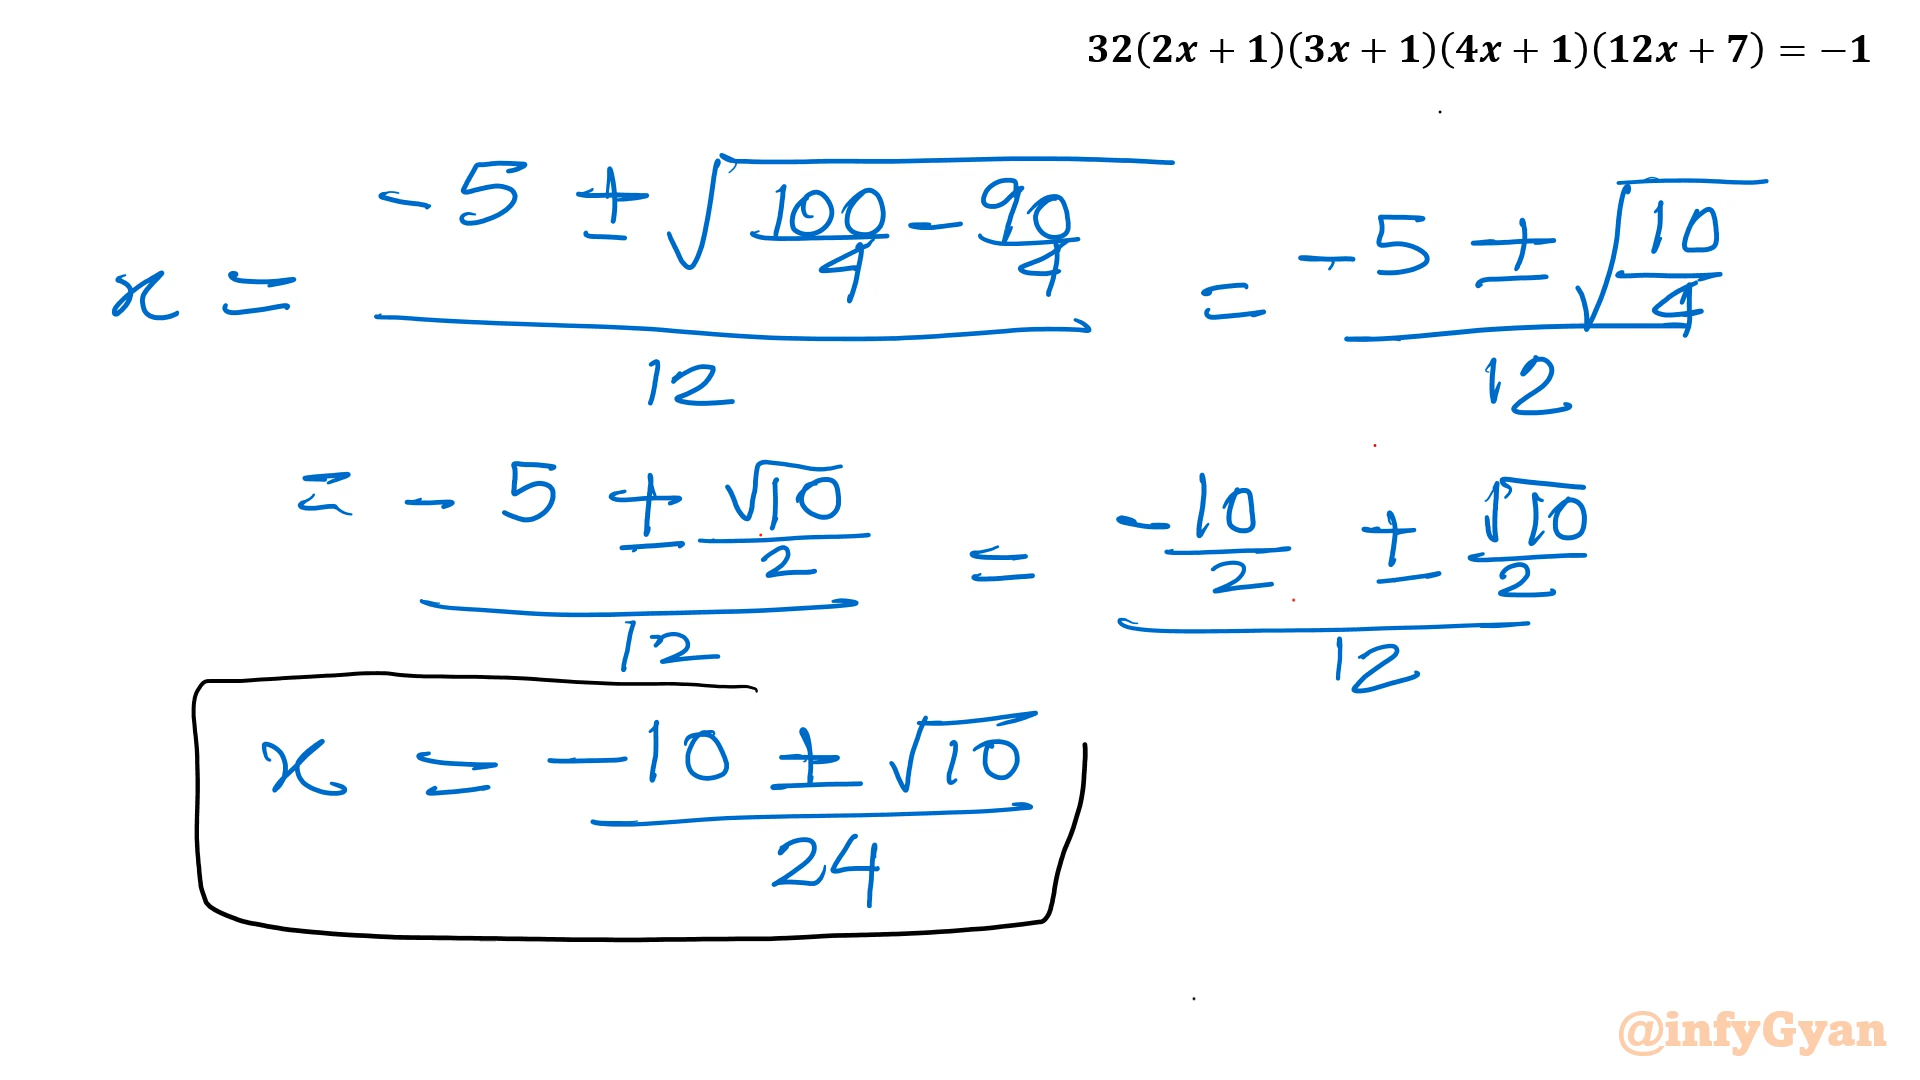 32(2x + 1)(3x + 1)(4x + 1)(12x + 7) = −1
x = (-5 ± √(100/4 - 90/4))/12 = (-5 ± √(10/4))/12
= (-5 ± √10/2)/12 = (-10/2 ± √10/2)/12
x = (-10 ± √10)/24
@infyGyan